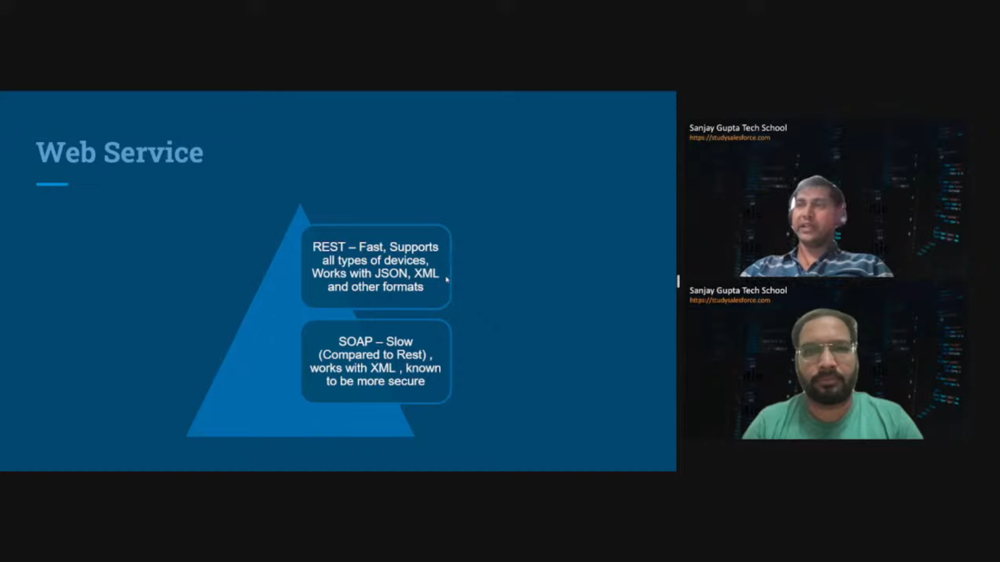 Web Service
REST – Fast, Supports
all types of devices,
Works with JSON, XML
and other formats
SOAP – Slow
(Compared to Rest) ,
works with XML , known
to be more secure
Sanjay Gupta Tech School
https://studysalesforce.com
Sanjay Gupta Tech School
https://studysalesforce.com